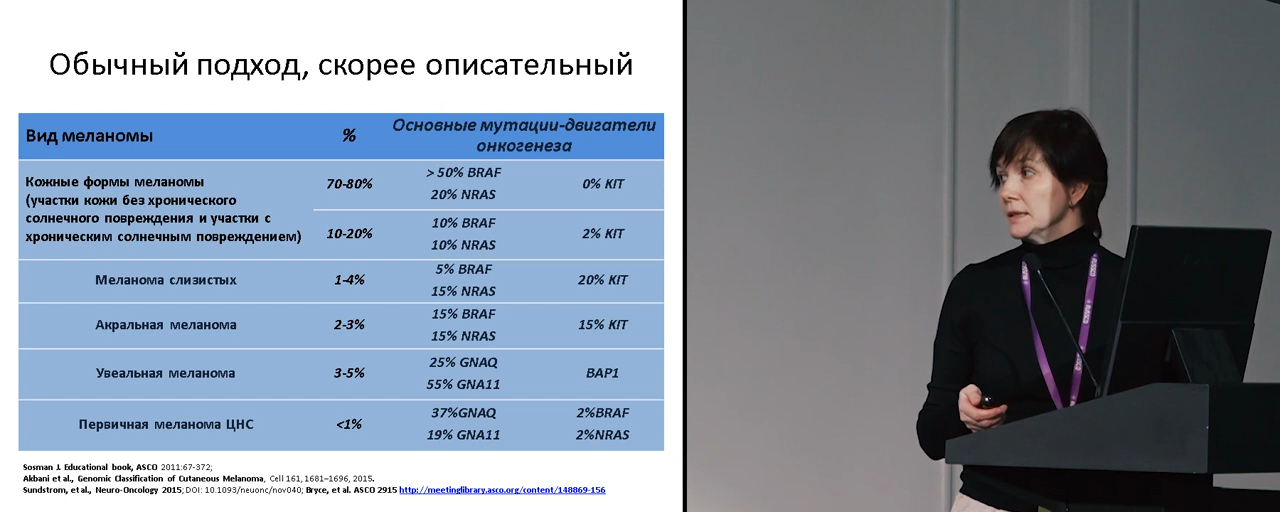 Обычный подход, скорее описательный
Вид меланомы
%
Основные мутации-двигатели
онкогенеза
Кожные формы меланомы
(участки кожи без хронического
солнечного повреждения и участки с
хроническим солнечным повреждением)
70-80%
> 50% BRAF
20% NRAS
0% KIT
10-20%
10% BRAF
10% NRAS
2% KIT
Меланома слизистых
1-4%
5% BRAF
15% NRAS
20% KIT
Акральная меланома
2-3%
15% BRAF
15% NRAS
15% KIT
Увеальная меланома
3-5%
25% GNAQ
55% GNA11
BAP1
Первичная меланома ЦНС
<1%
37%GNAQ
19% GNA11
2%BRAF
2%NRAS
Sosman J. Educational book, ASCO 2011:67-372;
Akbani et al., Genomic Classification of Cutaneous Melanoma, Cell 161, 1681–1696, 2015.
Sundstrom, et al., Neuro-Oncology 2015; DOI: 10.1093/neuonc/nov040; Bryce, et al. ASCO 2915 http://meetinglibrary.asco.org/content/148869-156